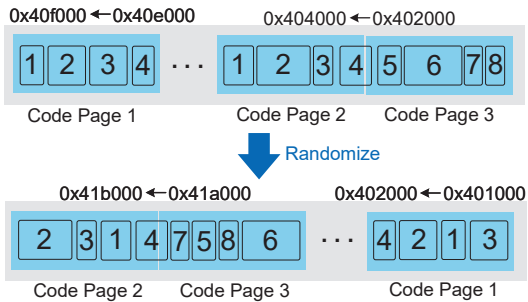 0x40f000 ← 0x40e000 0x404000 ← 0x402000
1 2 3 4 ··· 1 2 3 4 5 6 7 8
Code Page 1 Code Page 2 Code Page 3
Randomize
0x41b000 ← 0x41a000 0x402000 ← 0x401000
2 3 1 4 7 5 8 6 ··· 4 2 1 3
Code Page 2 Code Page 3 Code Page 1